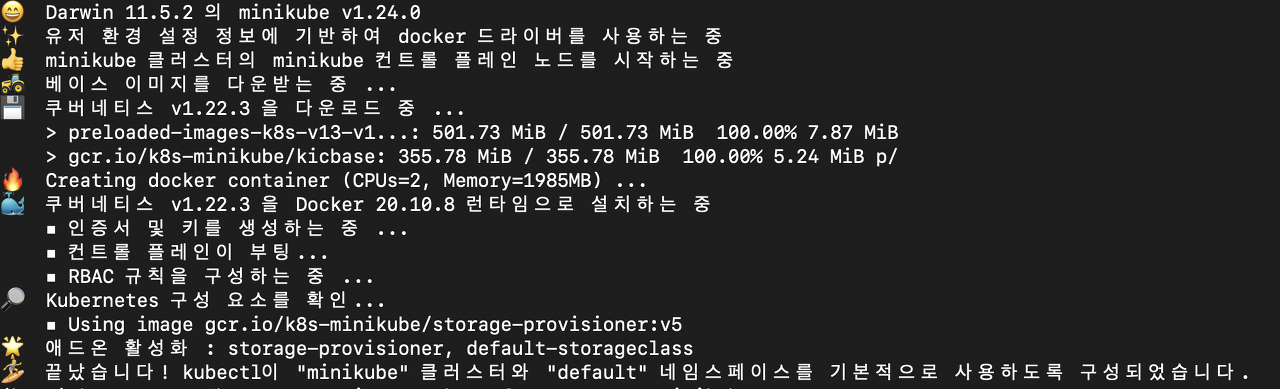 😄 Darwin 11.5.2 의 minikube v1.24.0
✨ 유저 환경 설정 정보에 기반하여 docker 드라이버를 사용하는 중
👍 minikube 클러스터의 minikube 컨트롤 플레인 노드를 시작하는 중
🚜 베이스 이미지를 다운받는 중 ...
💾 쿠버네티스 v1.22.3 을 다운로드 중 ...
> preloaded-images-k8s-v13-v1...: 501.73 MiB / 501.73 MiB 100.00% 7.87 MiB
> gcr.io/k8s-minikube/kicbase: 355.78 MiB / 355.78 MiB 100.00% 5.24 MiB p/
🔥 Creating docker container (CPUs=2, Memory=1985MB) ...
🐳 쿠버네티스 v1.22.3 을 Docker 20.10.8 런타임으로 설치하는 중
▪ 인증서 및 키를 생성하는 중 ...
▪ 컨트롤 플레인이 부팅...
▪ RBAC 규칙을 구성하는 중 ...
🔎 Kubernetes 구성 요소를 확인...
▪ Using image gcr.io/k8s-minikube/storage-provisioner:v5
🌟 애드온 활성화 : storage-provisioner, default-storageclass
🏄 끝났습니다! kubectl이 "minikube" 클러스터와 "default" 네임스페이스를 기본적으로 사용하도록 구성되었습니다.